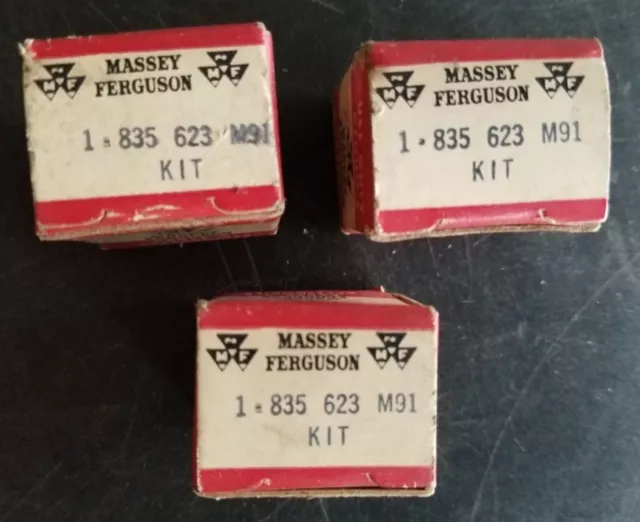 MASSEY
FERGUSON
1-835 623 M91
KIT
MASSEY
FERGUSON
1-835 623 M91
KIT
MASSEY
FERGUSON
1-835 623 M91
KIT